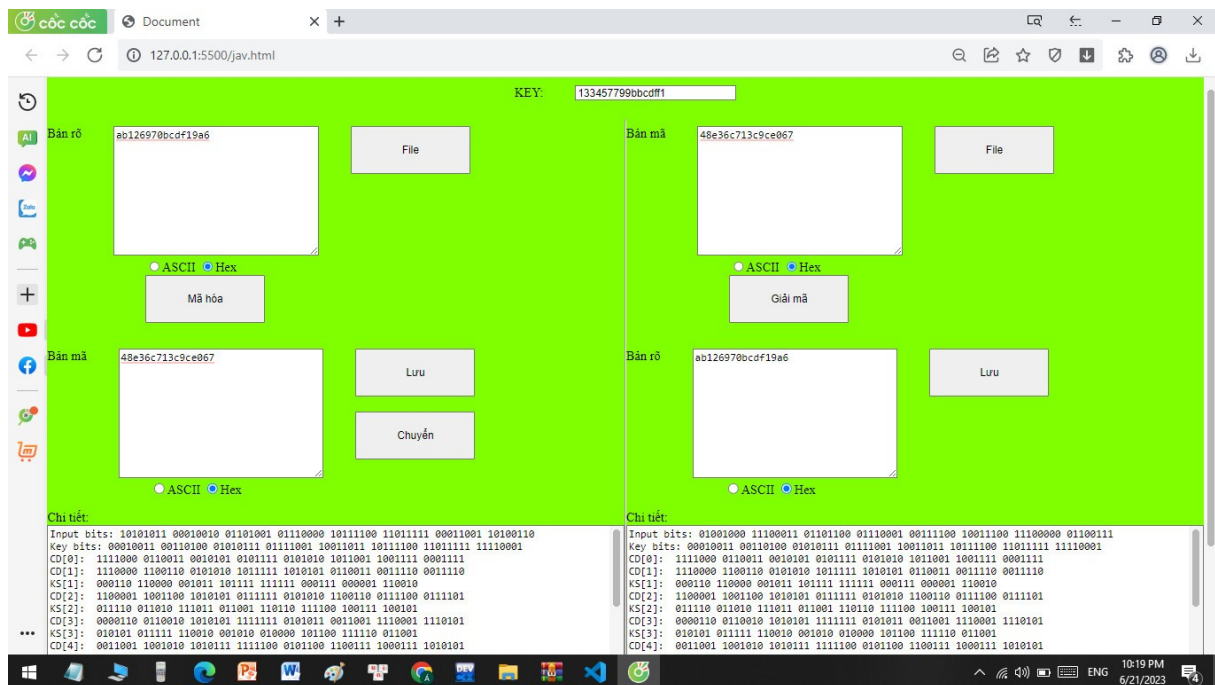 cốc cốc
Document
127.0.0.1:5500/jav.html
KEY: 133457799bbcdff1
Bản rõ
ab126970bcdf19a6
File
ASCII Hex
Mã hóa
Bản mã
48e36c713c9ce067
Lưu
Chuyển
ASCII Hex
Chi tiết:
Input bits: 10101011 00010010 01101001 01110000 10111100 11011111 00011001 10100110
Key bits: 00010011 00110100 01010111 01111001 10011011 10111100 11011111 11110001
CD[0]: 1111000 0110011 0010101 0101111 0101010 1011001 1001111 0001111
CD[1]: 1110000 1100110 0101010 1011111 1010101 0110011 0011110 0011110
KS[1]: 000110 110000 001011 101111 111111 000111 000001 110010
CD[2]: 1100001 1001100 1010101 0111111 0101010 1100110 0111100 0111101
KS[2]: 011110 011010 111011 011001 110110 111100 100111 100101
CD[3]: 0000110 0110010 1010101 1111111 0101011 0011001 1110001 1110101
KS[3]: 010101 011111 110010 001010 010000 101100 111110 011001
CD[4]: 0011001 1001010 1010111 1111100 0101100 1100111 1000111 1010101
Bản mã
48e36c713c9ce067
File
ASCII Hex
Giải mã
Bản rõ
ab126970bcdf19a6
Lưu
ASCII Hex
Chi tiết:
Input bits: 01001000 11100011 01101100 01110001 00111100 10011100 11100000 01100111
Key bits: 00010011 00110100 01010111 01111001 10011011 10111100 11011111 11110001
CD[0]: 1111000 0110011 0010101 0101111 0101010 1011001 1001111 0001111
CD[1]: 1110000 1100110 0101010 1011111 1010101 0110011 0011110 0011110
KS[1]: 000110 110000 001011 101111 111111 000111 000001 110010
CD[2]: 1100001 1001100 1010101 0111111 0101010 1100110 0111100 0111101
KS[2]: 011110 011010 111011 011001 110110 111100 100111 100101
CD[3]: 0000110 0110010 1010101 1111111 0101011 0011001 1110001 1110101
KS[3]: 010101 011111 110010 001010 010000 101100 111110 011001
CD[4]: 0011001 1001010 1010111 1111100 0101100 1100111 1000111 1010101
AI
Zalo
DEV
ENG
10:19 PM
6/21/2023
4